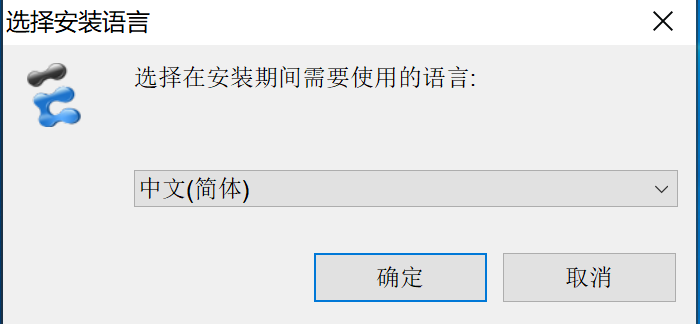 选择安装语言
选择在安装期间需要使用的语言:
中文(简体)
确定
取消